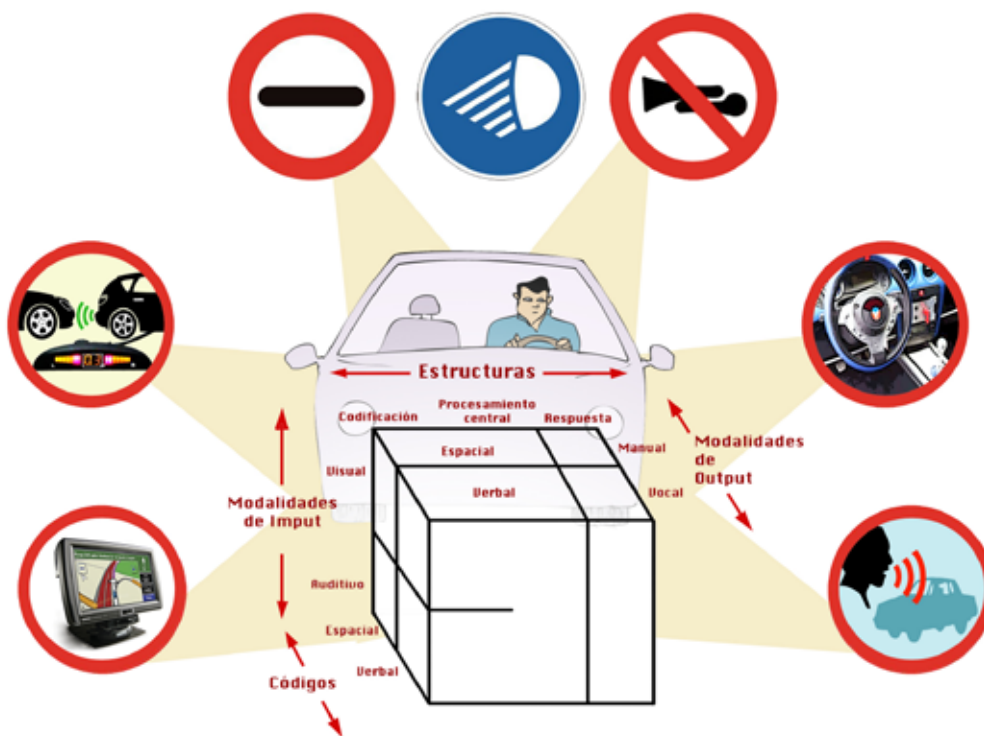 Estructuras
Codificación
Procesamiento
central
Respuesta
Visual
Espacial
Manual
Modalidades
de
Output
Verbal
Vocal
Modalidades
de Imput
Auditivo
Espacial
Verbal
Códigos